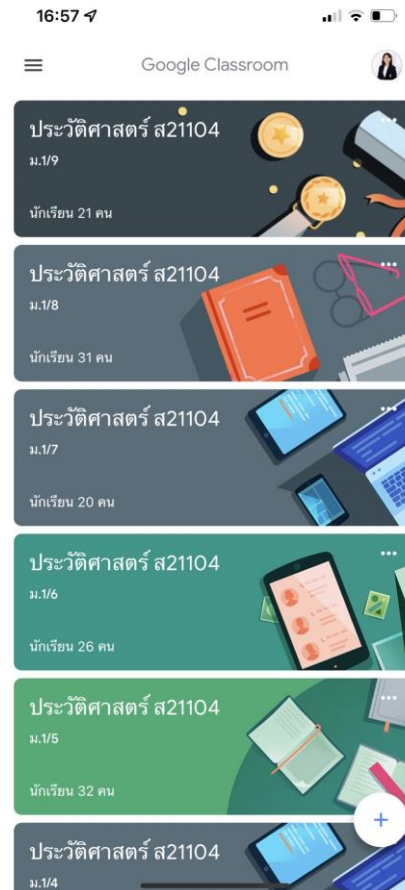 16:57
Google Classroom
ประวัติศาสตร์ ส21104
ม.1/9
นักเรียน 21 คน
ประวัติศาสตร์ ส21104
ม.1/8
นักเรียน 31 คน
ประวัติศาสตร์ ส21104
ม.1/7
นักเรียน 20 คน
ประวัติศาสตร์ ส21104
ม.1/6
นักเรียน 26 คน
ประวัติศาสตร์ ส21104
ม.1/5
นักเรียน 32 คน
ประวัติศาสตร์ ส21104
ม.1/4